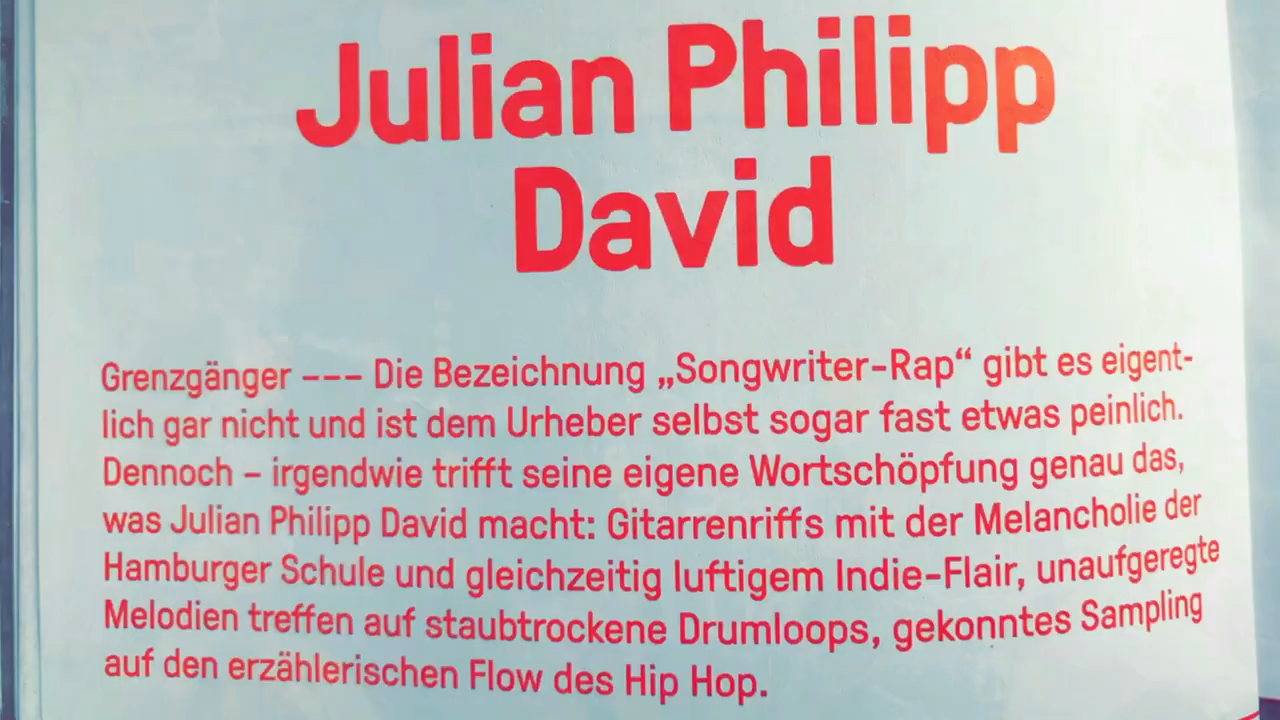 Julian Philipp
David
Grenzgänger --- Die Bezeichnung „Songwriter-Rap“ gibt es eigent-
lich gar nicht und ist dem Urheber selbst sogar fast etwas peinlich.
Dennoch – irgendwie trifft seine eigene Wortschöpfung genau das,
was Julian Philipp David macht: Gitarrenriffs mit der Melancholie der
Hamburger Schule und gleichzeitig luftigem Indie-Flair, unaufgeregte
Melodien treffen auf staubtrockene Drumloops, gekonntes Sampling
auf den erzählerischen Flow des Hip Hop.